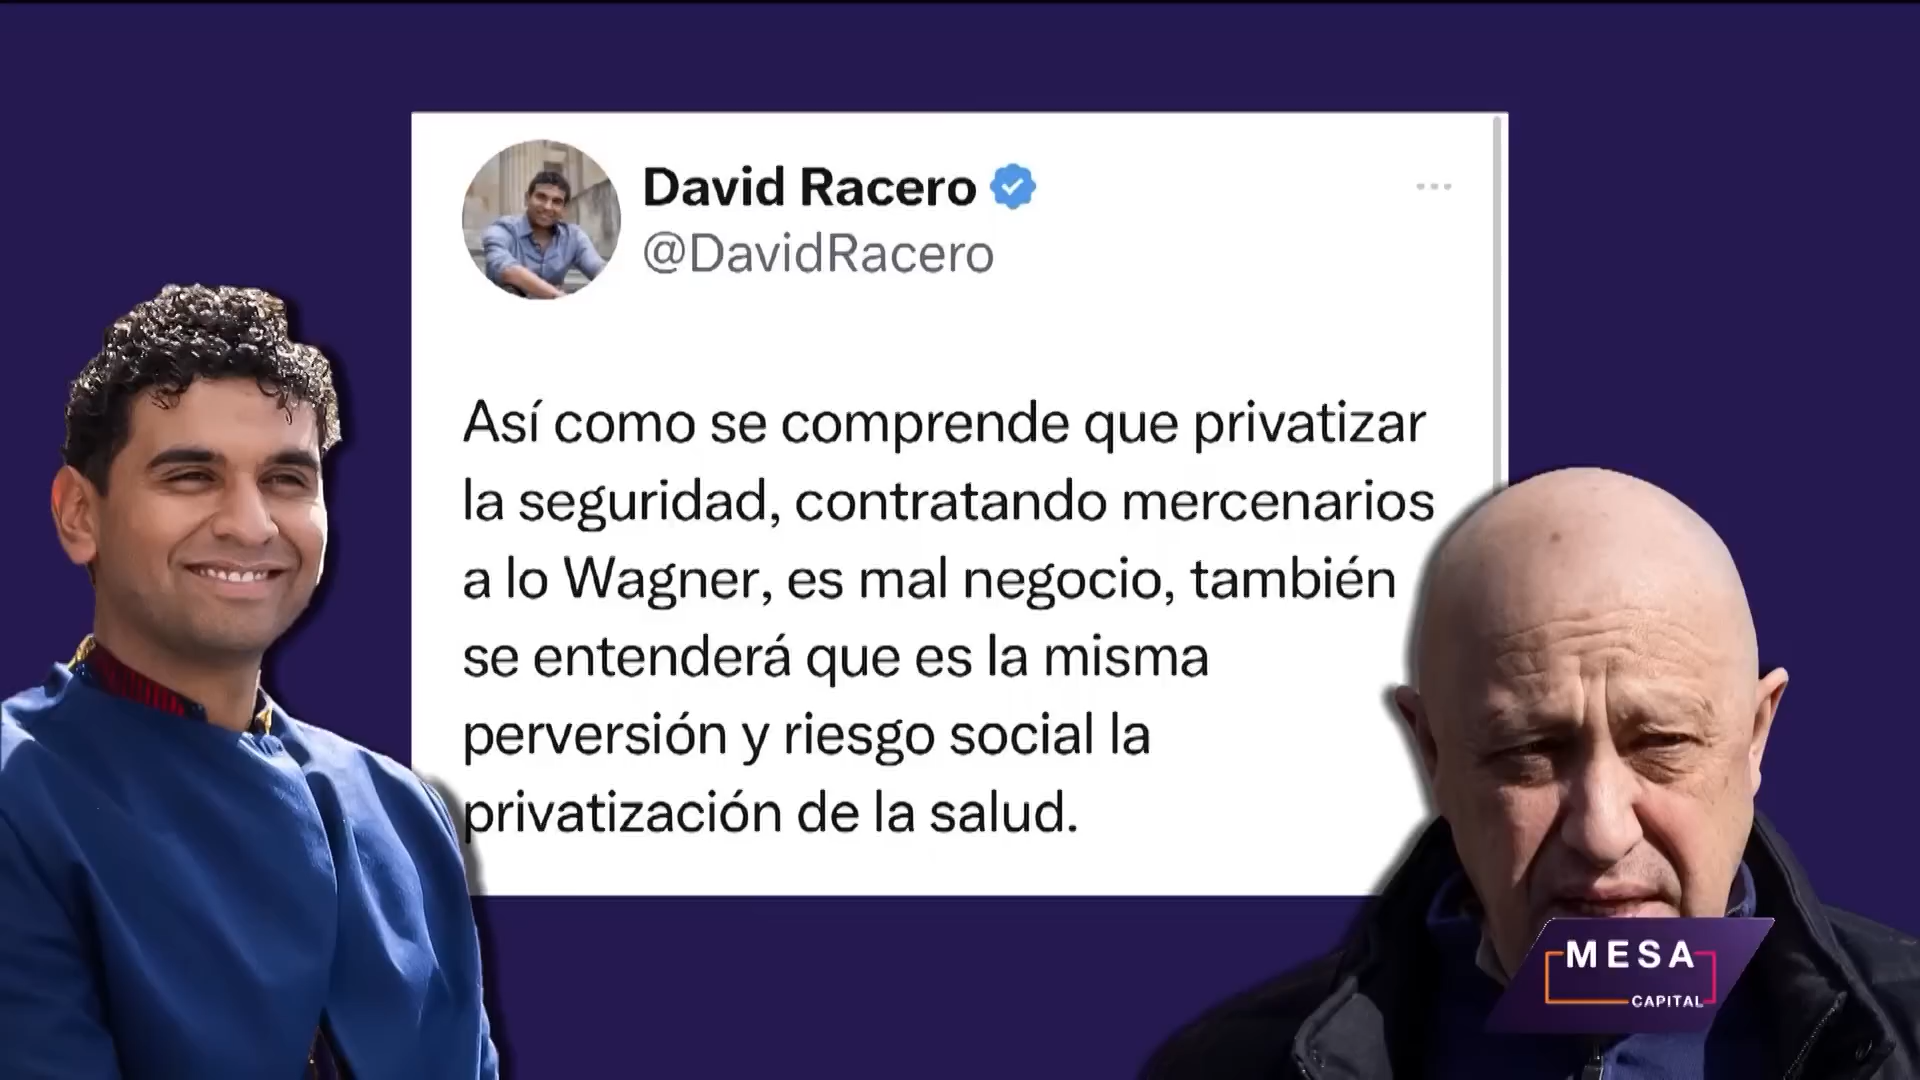 David Racero
@DavidRacero
Así como se comprende que privatizar
la seguridad, contratando mercenarios
a lo Wagner, es mal negocio, también
se entenderá que es la misma
perversión y riesgo social la
privatización de la salud.
MESA
CAPITAL